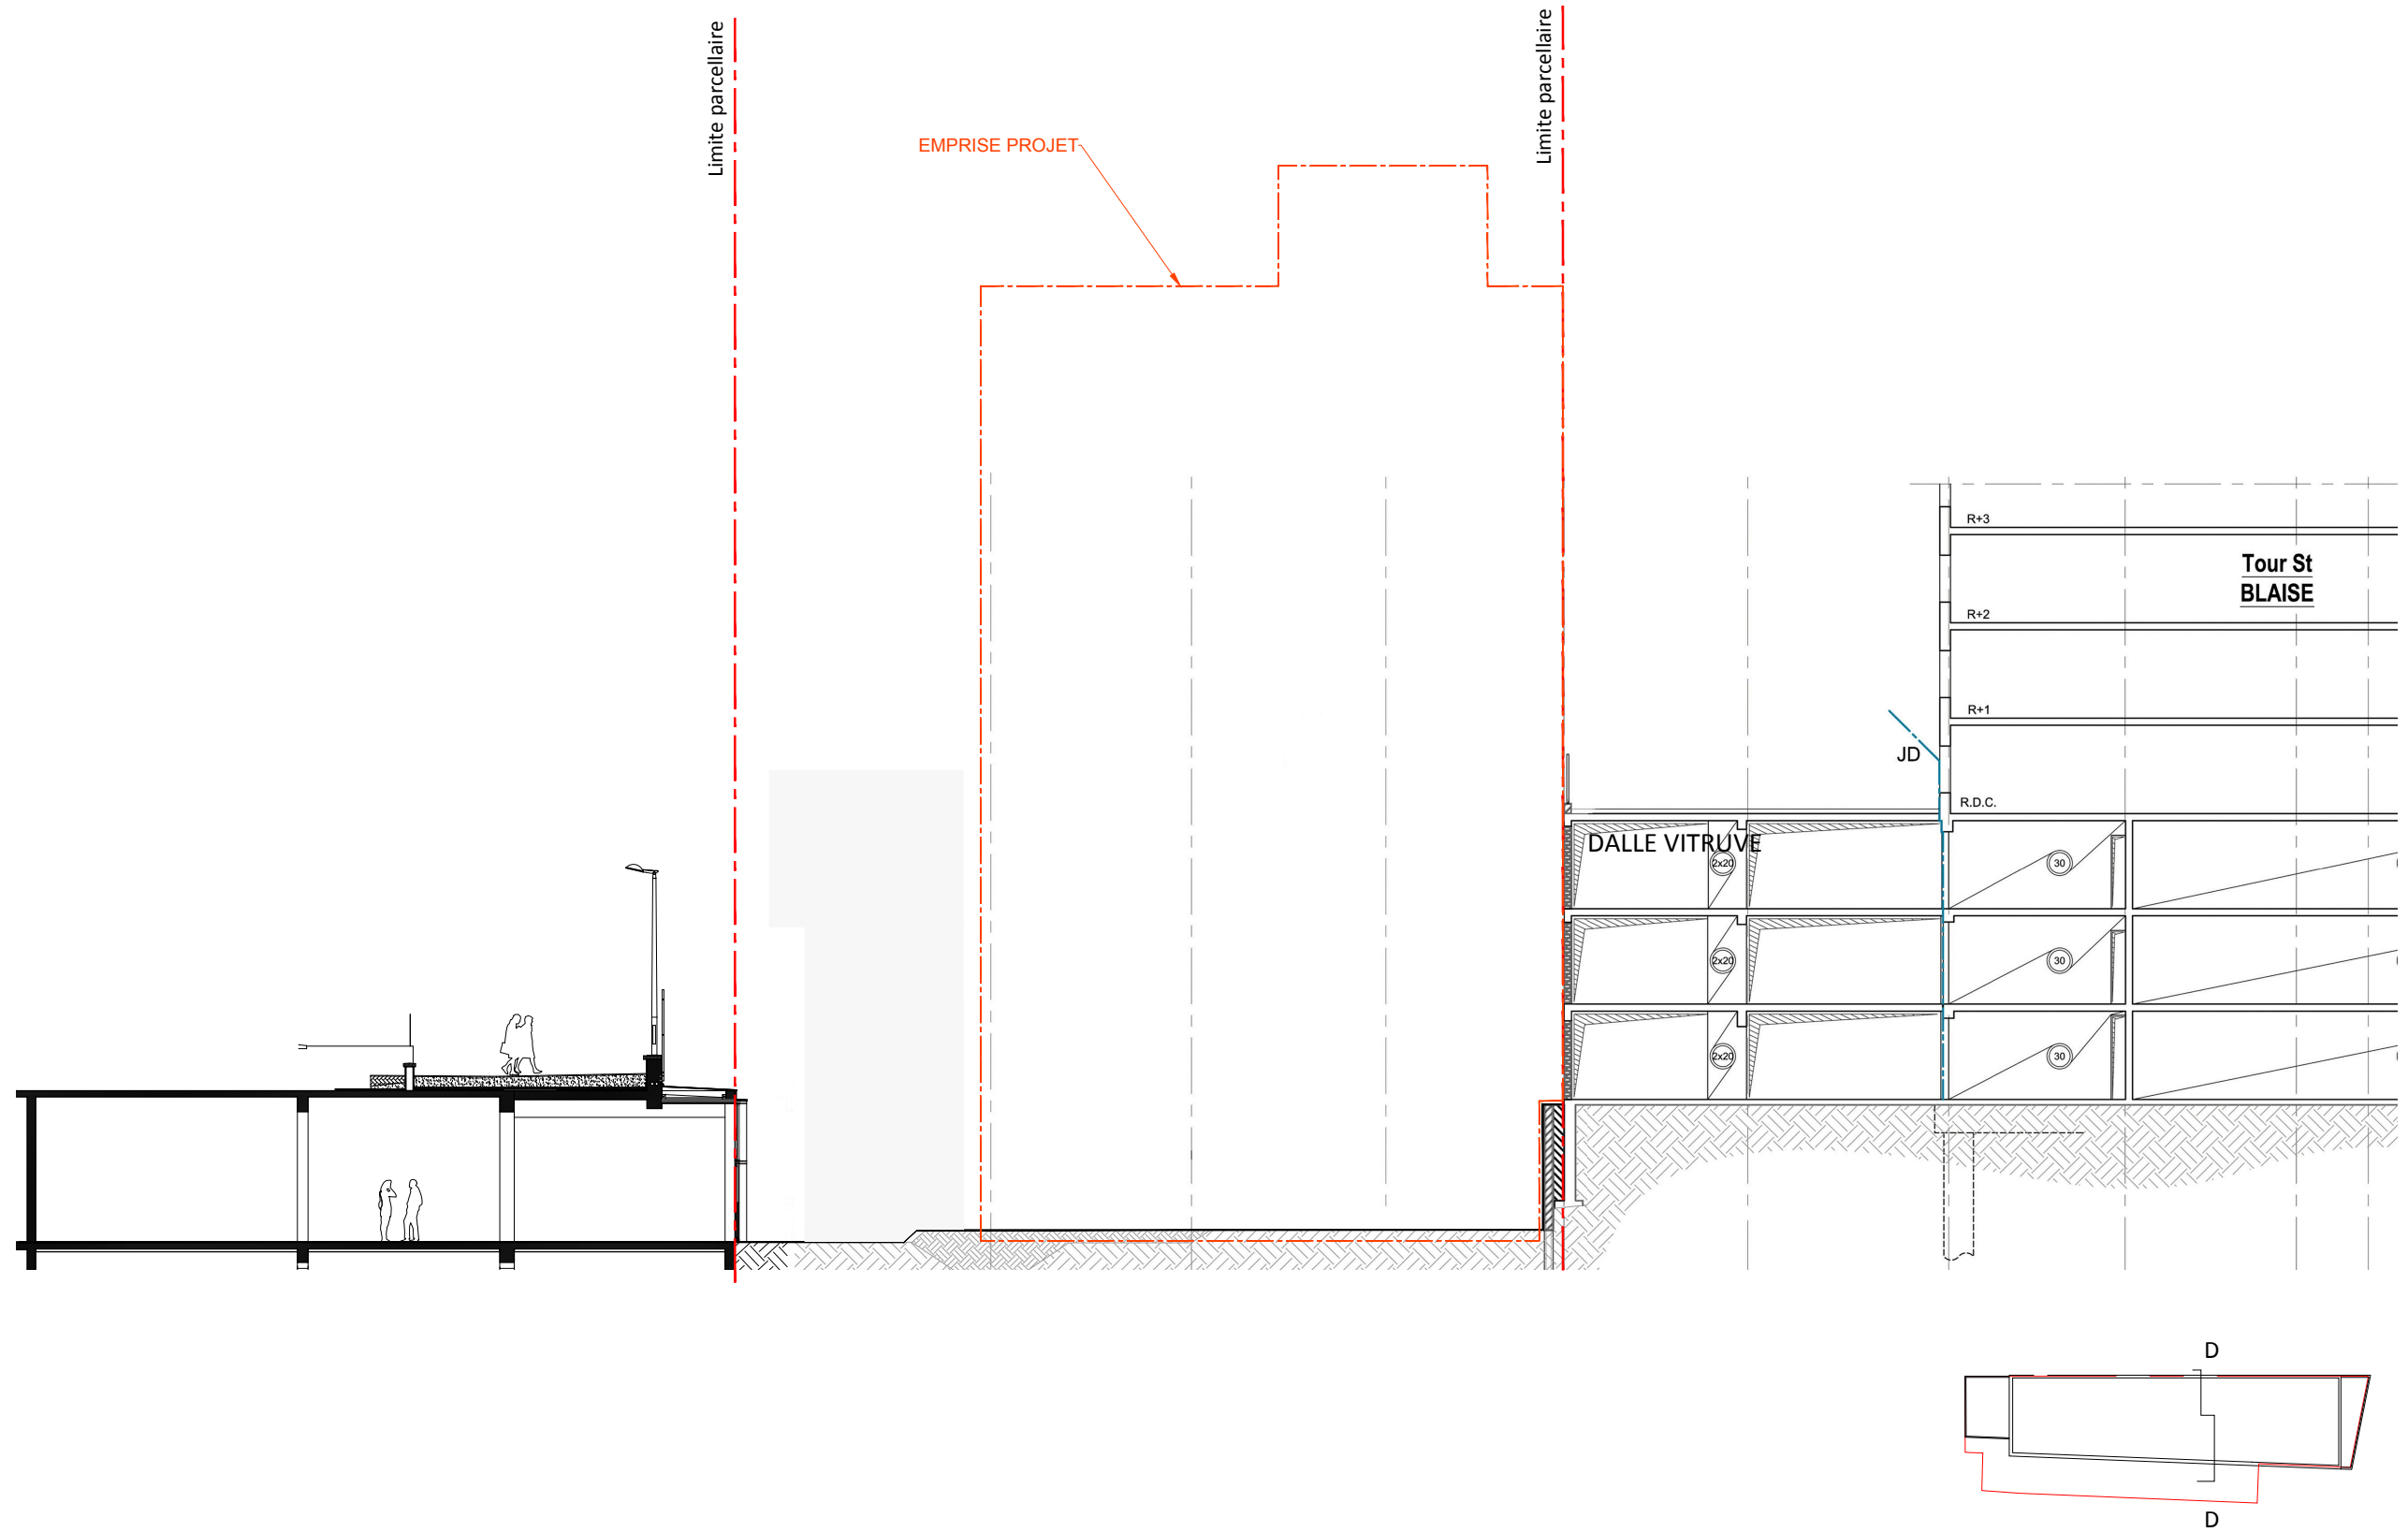 Limite parcellaire
Limite parcellaire
EMPRISE PROJET
R+3
Tour St
BLAISE
R+2
R+1
JD
R.D.C.
DALLE VITRUVE
2x20
30
2x20
30
2x20
30
D
D